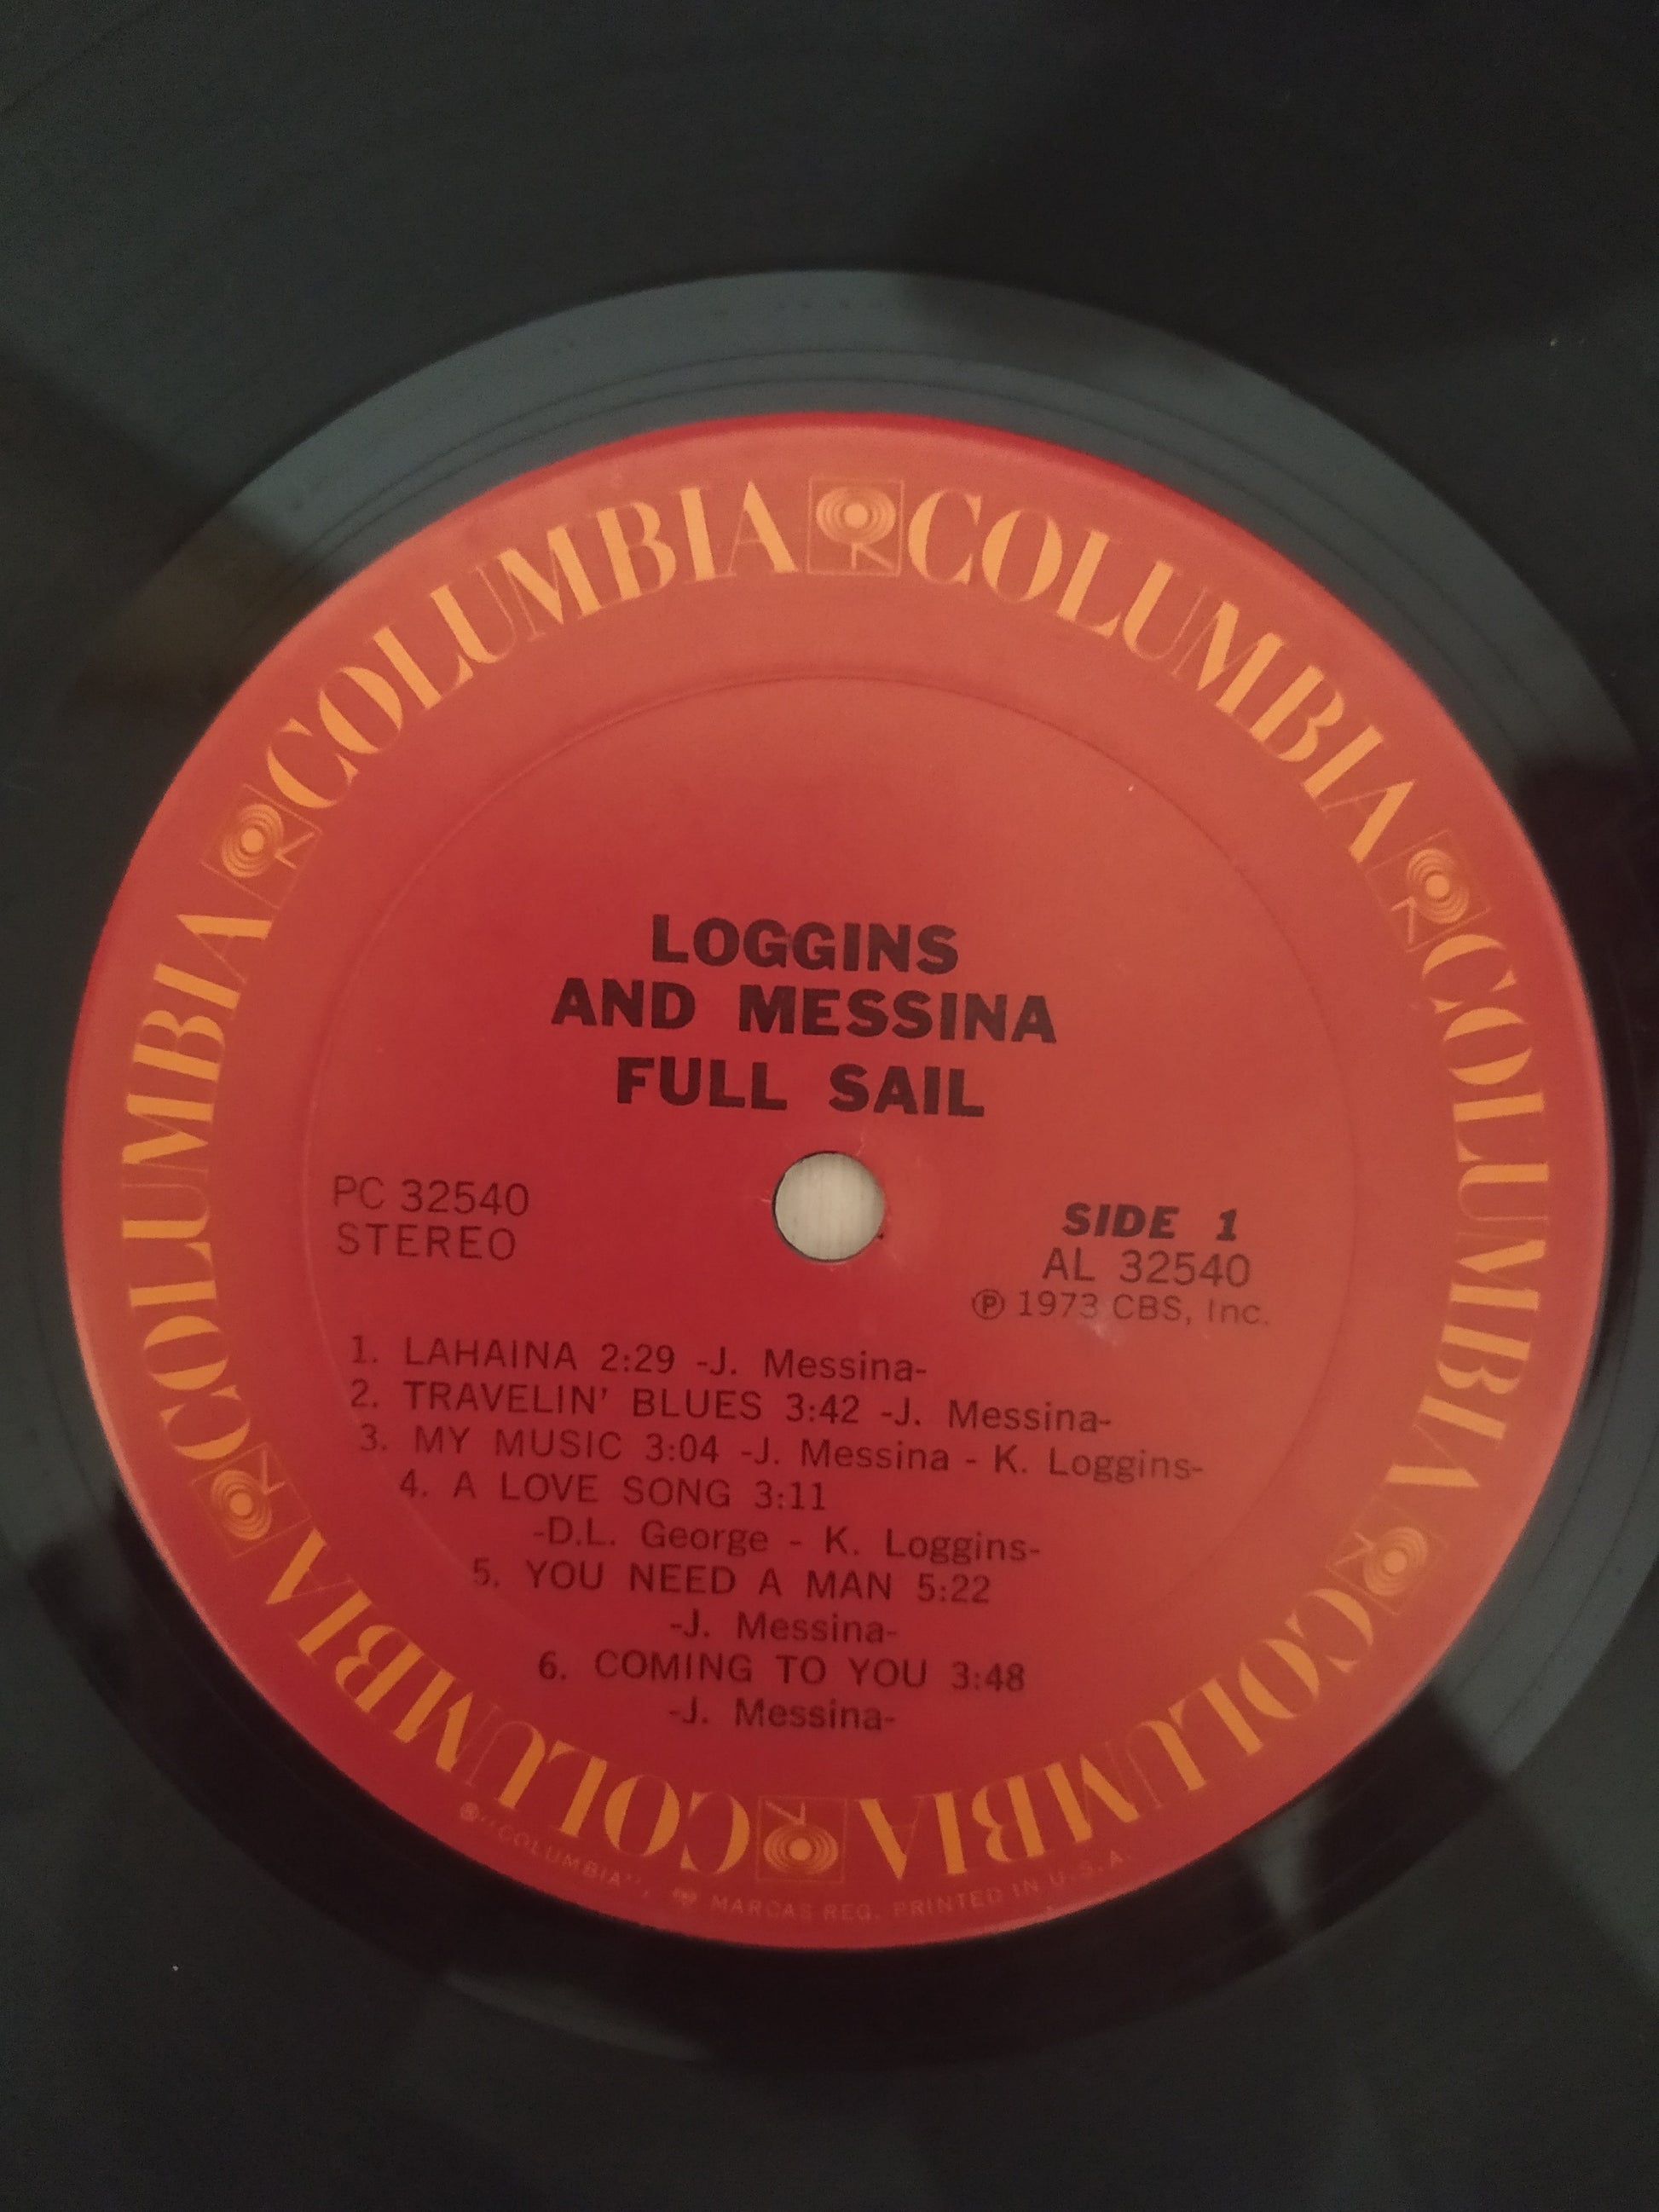 COLUMBIA COLUMBIA COLUMBIA COLUMBIA COLUMBIA COLUMBIA
LOGGINS
AND MESSINA
FULL SAIL
PC 32540
STEREO
SIDE 1
AL 32540
Ⓟ 1973 CBS, Inc.
1. LAHAINA 2:29 -J. Messina-
2. TRAVELIN' BLUES 3:42 -J. Messina-
3. MY MUSIC 3:04 -J. Messina - K. Loggins-
4. A LOVE SONG 3:11
-D.L. George - K. Loggins-
5. YOU NEED A MAN 5:22
-J. Messina-
6. COMING TO YOU 3:48
-J. Messina-
® "COLUMBIA", MARCAS REG. PRINTED IN U.S.A.